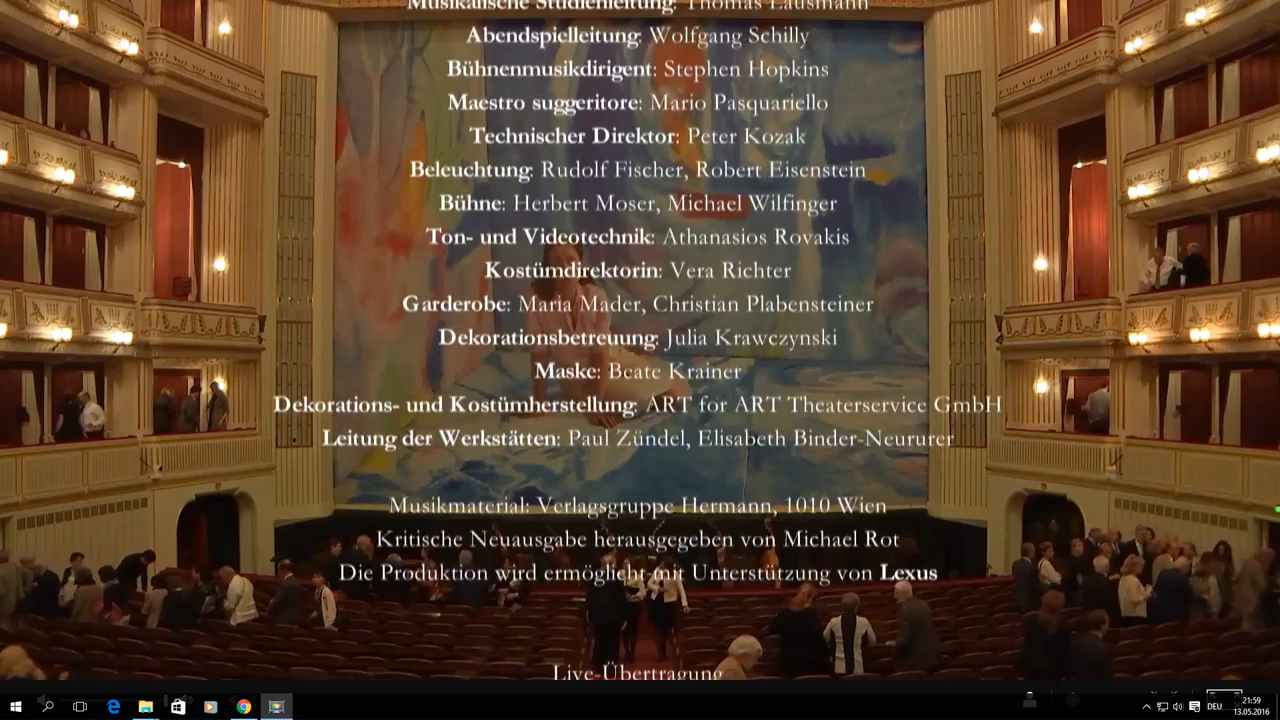 Musikalische Studienleitung: Thomas Lausmann
Abendspielleitung: Wolfgang Schilly
Bühnenmusikdirigent: Stephen Hopkins
Maestro suggeritore: Mario Pasquariello
Technischer Direktor: Peter Kozak
Beleuchtung: Rudolf Fischer, Robert Eisenstein
Bühne: Herbert Moser, Michael Wilfinger
Ton- und Videotechnik: Athanasios Rovakis
Kostümdirektorin: Vera Richter
Garderobe: Maria Mader, Christian Plabensteiner
Dekorationsbetreuung: Julia Krawczynski
Maske: Beate Krainer
Dekorations- und Kostümherstellung: ART for ART Theaterservice GmbH
Leitung der Werkstätten: Paul Zündel, Elisabeth Binder-Neururer
Musikmaterial: Verlagsgruppe Hermann, 1010 Wien
Kritische Neuausgabe herausgegeben von Michael Rot
Die Produktion wird ermöglicht mit Unterstützung von Lexus
Live-Übertragung
DEU
21:59
13.05.2016